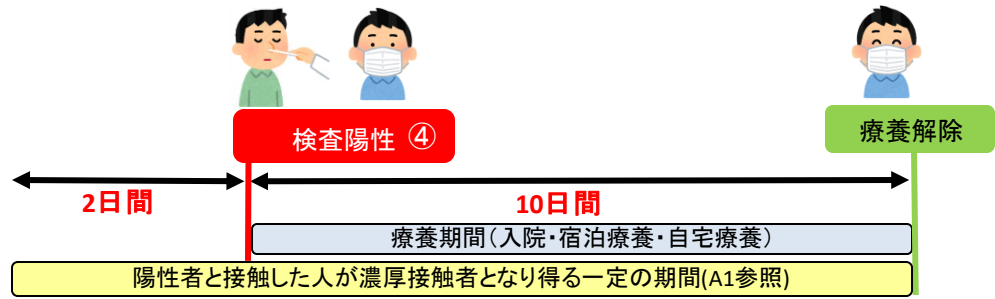 検査陽性 ④
療養解除
2日間
10日間
療養期間(入院・宿泊療養・自宅療養)
陽性者と接触した人が濃厚接触者となり得る一定の期間(A1参照)